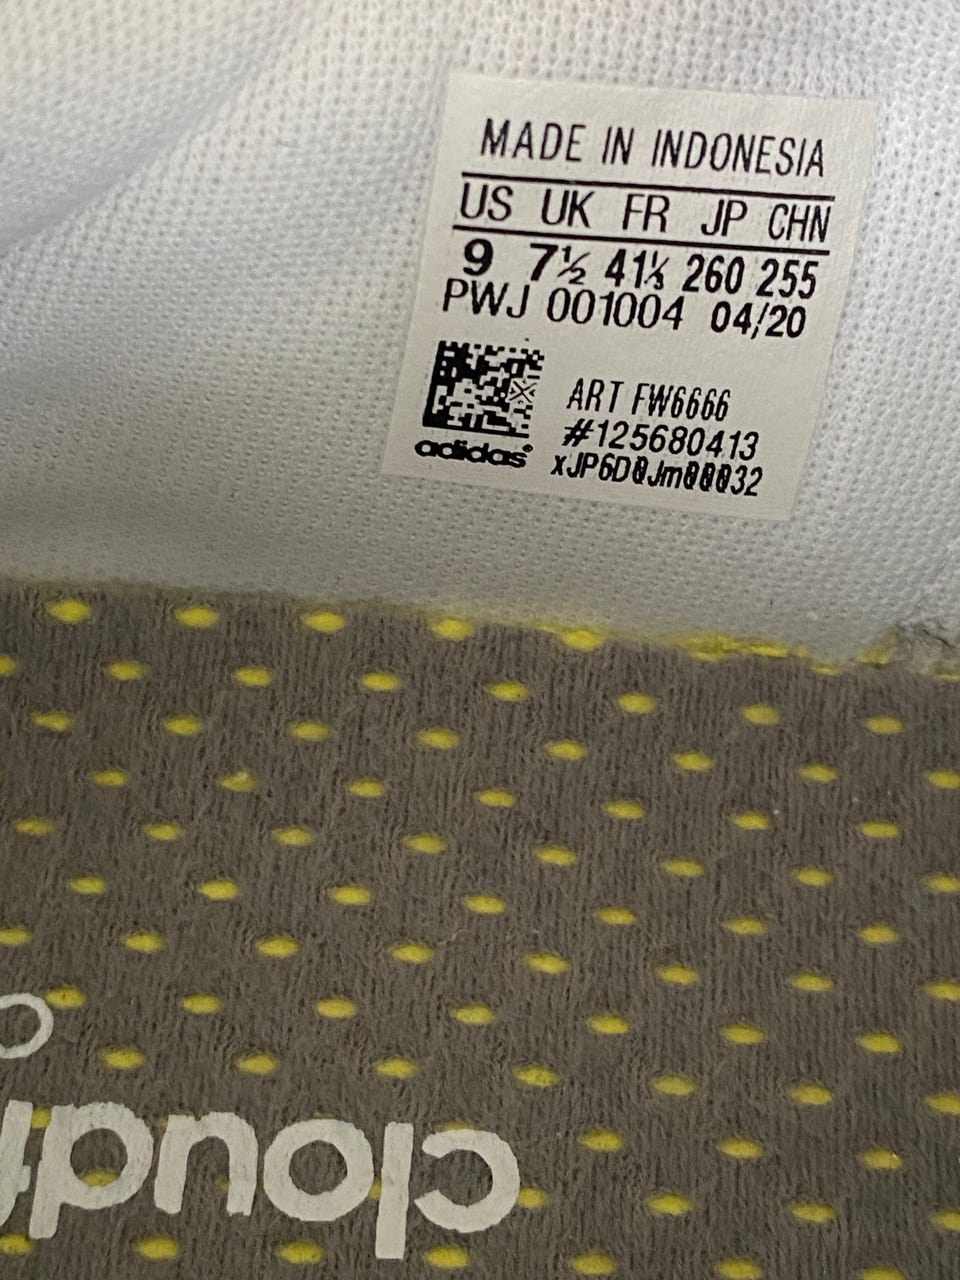 MADE IN INDONESIA
US UK FR JP CHN
9 7½ 41⅓ 260 255
PWJ 001004 04/20
ART FW6666
#125680413
adidas
cloudf